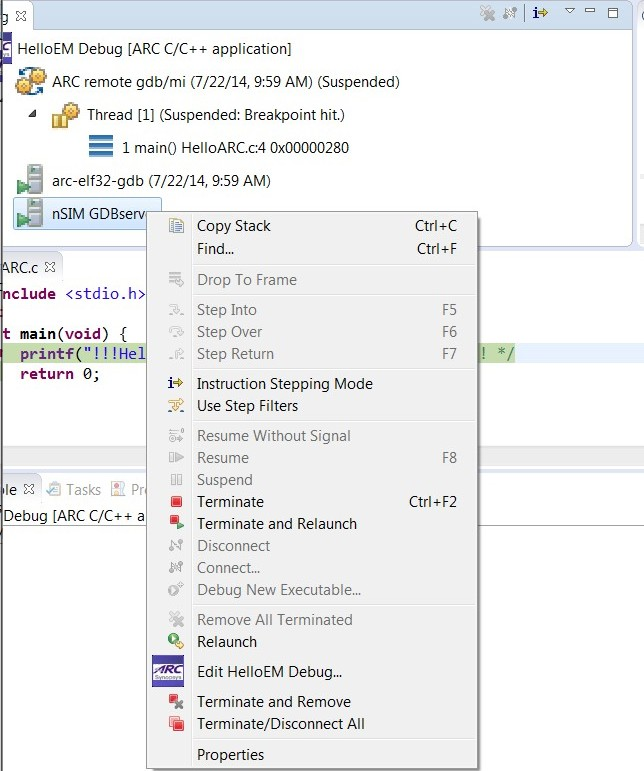 g
HelloEM Debug [ARC C/C++ application]
ARC remote gdb/mi (7/22/14, 9:59 AM) (Suspended)
Thread [1] (Suspended: Breakpoint hit.)
1 main() HelloARC.c:4 0x00000280
arc-elf32-gdb (7/22/14, 9:59 AM)
nSIM GDBserv
Copy Stack Ctrl+C
Find... Ctrl+F
Drop To Frame
Step Into F5
Step Over F6
Step Return F7
Instruction Stepping Mode
Use Step Filters
Resume Without Signal
Resume F8
Suspend
Terminate Ctrl+F2
Terminate and Relaunch
Disconnect
Connect...
Debug New Executable...
Remove All Terminated
Relaunch
ARC
Synopsys
Edit HelloEM Debug...
Terminate and Remove
Terminate/Disconnect All
Properties
ARC.c
nclude <stdio.h>
t main(void) {
printf("!!!Hel ! */
return 0;
le Tasks Pr
Debug [ARC C/C++ a